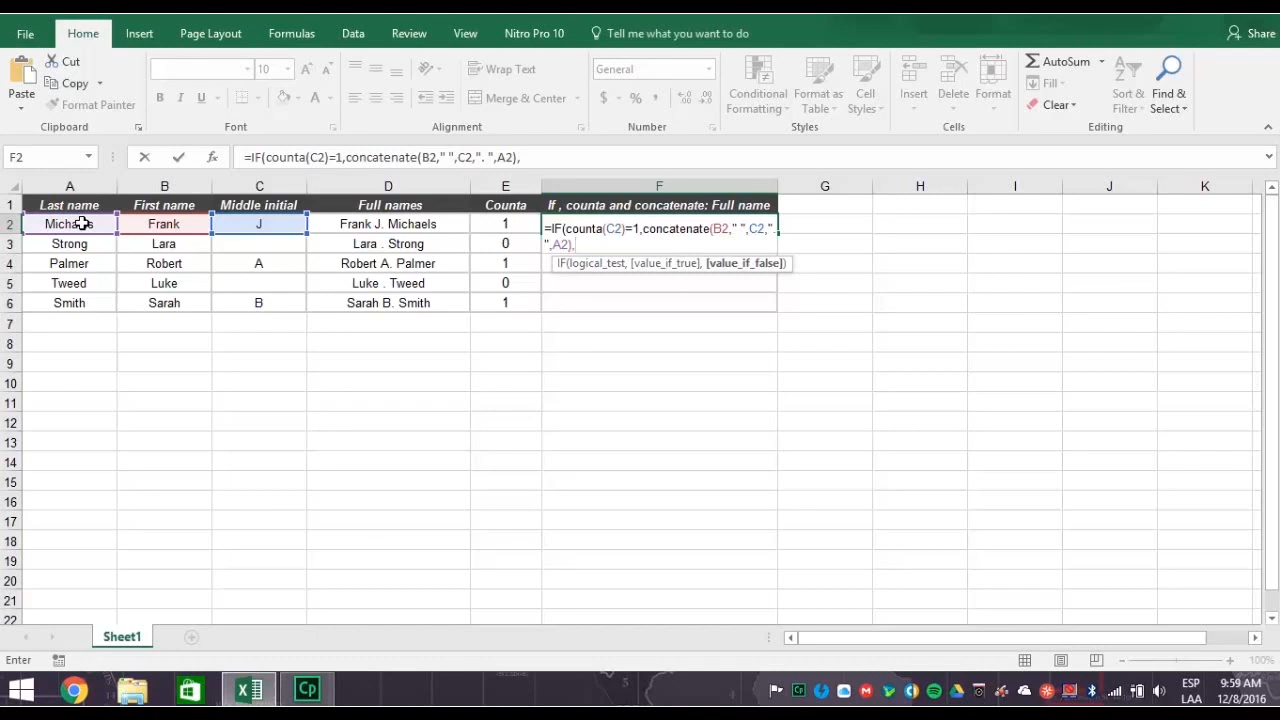 File Home Insert Page Layout Formulas Data Review View Nitro Pro 10 Tell me what you want to do Share
Paste
Cut
Copy
Format Painter
Clipboard
10 A A
B I U A
Font
Wrap Text
Merge & Center
Alignment
General
$ %
Number
Conditional Formatting
Format as Table
Cell Styles
Styles
Insert Delete Format
Cells
AutoSum
Fill
Clear
Sort & Filter
Find & Select
Editing
F2 fx =IF(counta(C2)=1,concatenate(B2," ",C2,". ",A2),
A B C D E F G H I J K
1 Last name First name Middle initial Full names Counta If , counta and concatenate: Full name
2 Michaels Frank J Frank J. Michaels 1 =IF(counta(C2)=1,concatenate(B2," ",C2,".
",A2),
3 Strong Lara Lara . Strong 0
IF(logical_test, [value_if_true], [value_if_false])
4 Palmer Robert A Robert A. Palmer 1
5 Tweed Luke Luke . Tweed 0
6 Smith Sarah B Sarah B. Smith 1
7
8
9
10
11
12
13
14
15
16
17
18
19
20
21
22
Sheet1
Enter 100%
Cp Cp ESP 9:59 AM
LAA 12/8/2016